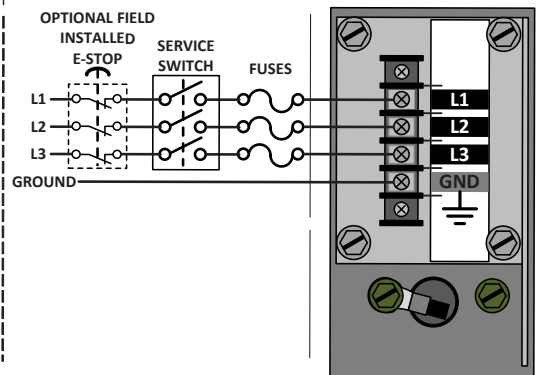 OPTIONAL FIELD
INSTALLED
E-STOP
SERVICE
SWITCH
FUSES
L1
L2
L3
GROUND
L1
L2
L3
GND